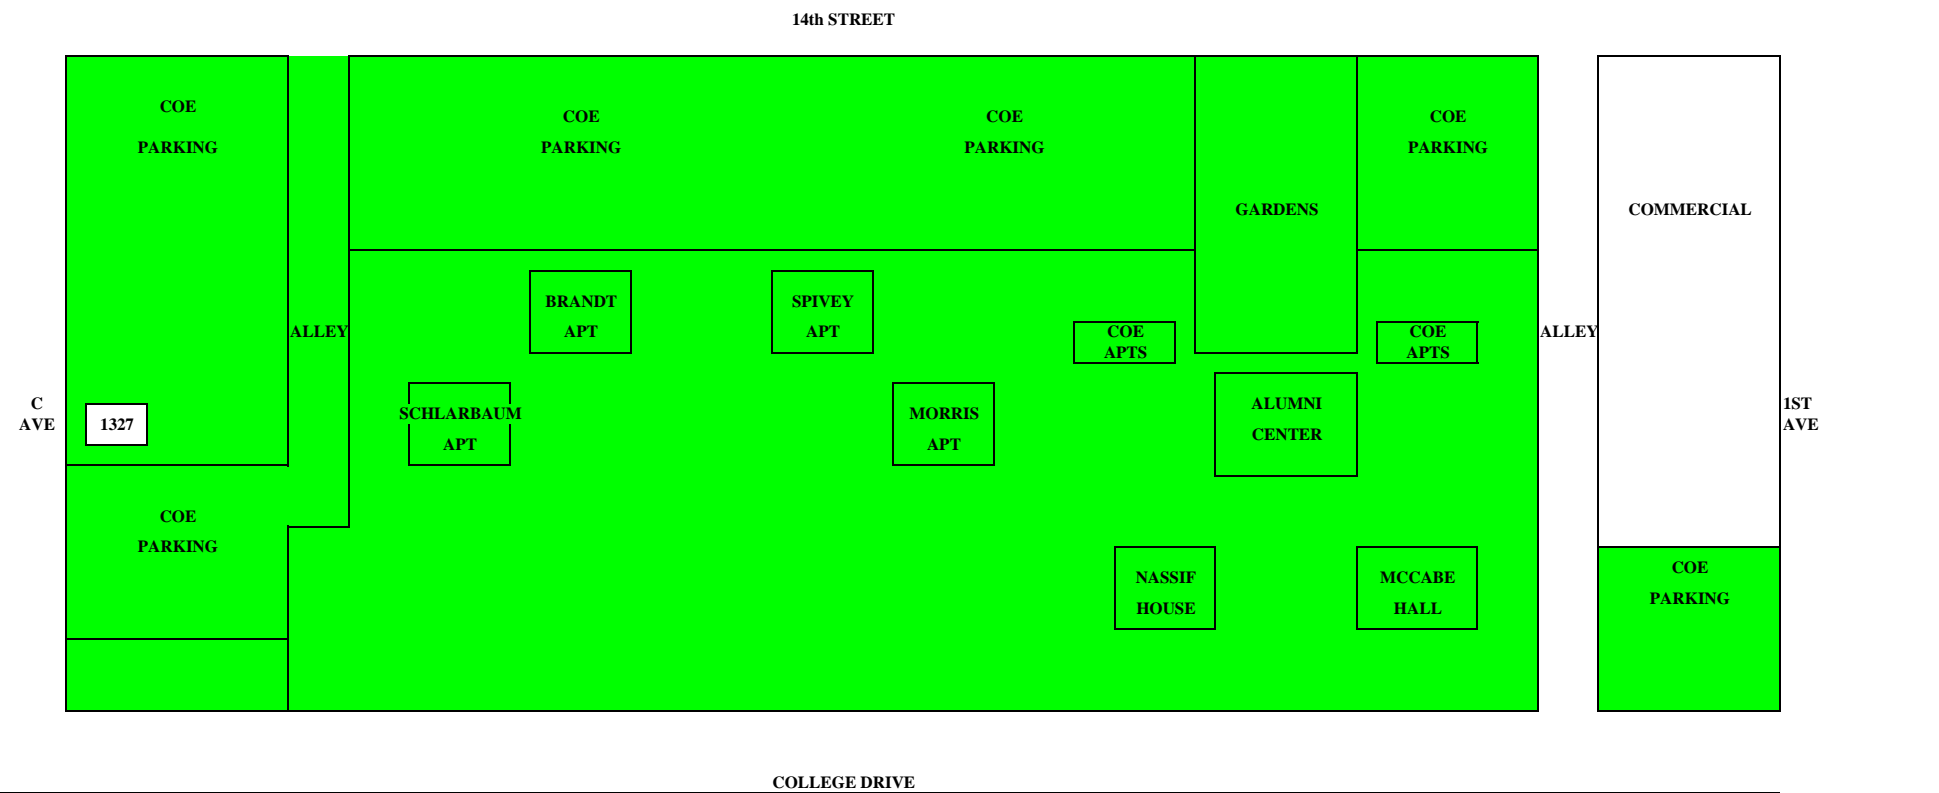 14th STREET
COE
PARKING
COE
PARKING
COE
PARKING
COE
PARKING
GARDENS
COMMERCIAL
BRANDT
APT
SPIVEY
APT
COE
APTS
COE
APTS
ALLEY
ALLEY
C
AVE
1327
SCHLARBAUM
APT
MORRIS
APT
ALUMNI
CENTER
1ST
AVE
COE
PARKING
NASSIF
HOUSE
MCCABE
HALL
COE
PARKING
COLLEGE DRIVE